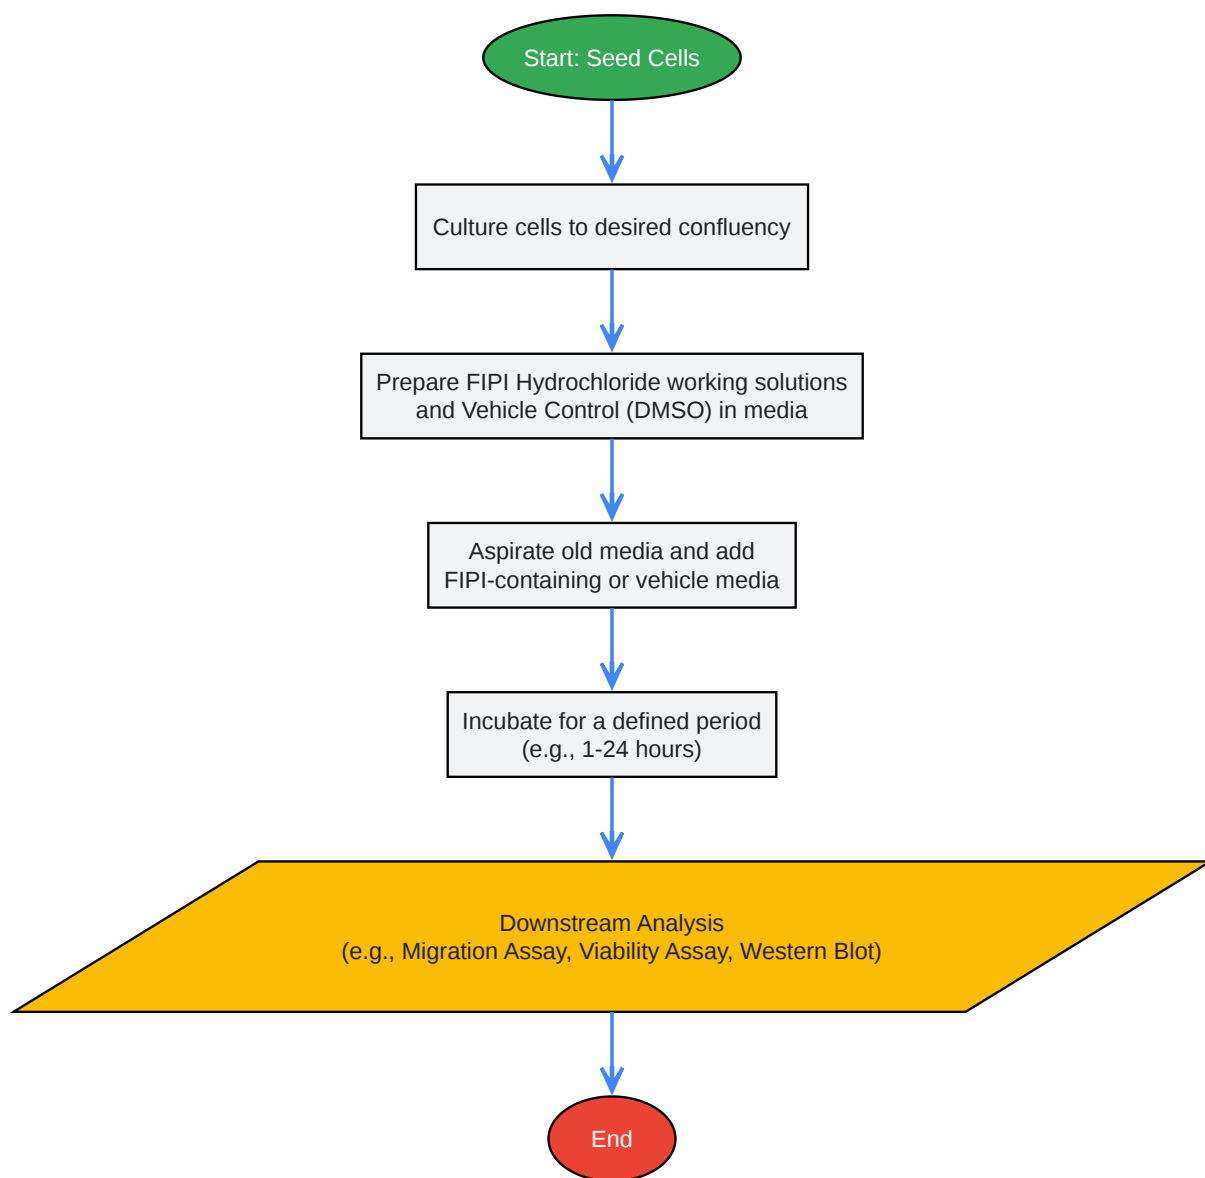 Start: Seed Cells
Culture cells to desired confluency
Prepare FIPI Hydrochloride working solutions
and Vehicle Control (DMSO) in media
Aspirate old media and add
FIPI-containing or vehicle media
Incubate for a defined period
(e.g., 1-24 hours)
Downstream Analysis
(e.g., Migration Assay, Viability Assay, Western Blot)
End